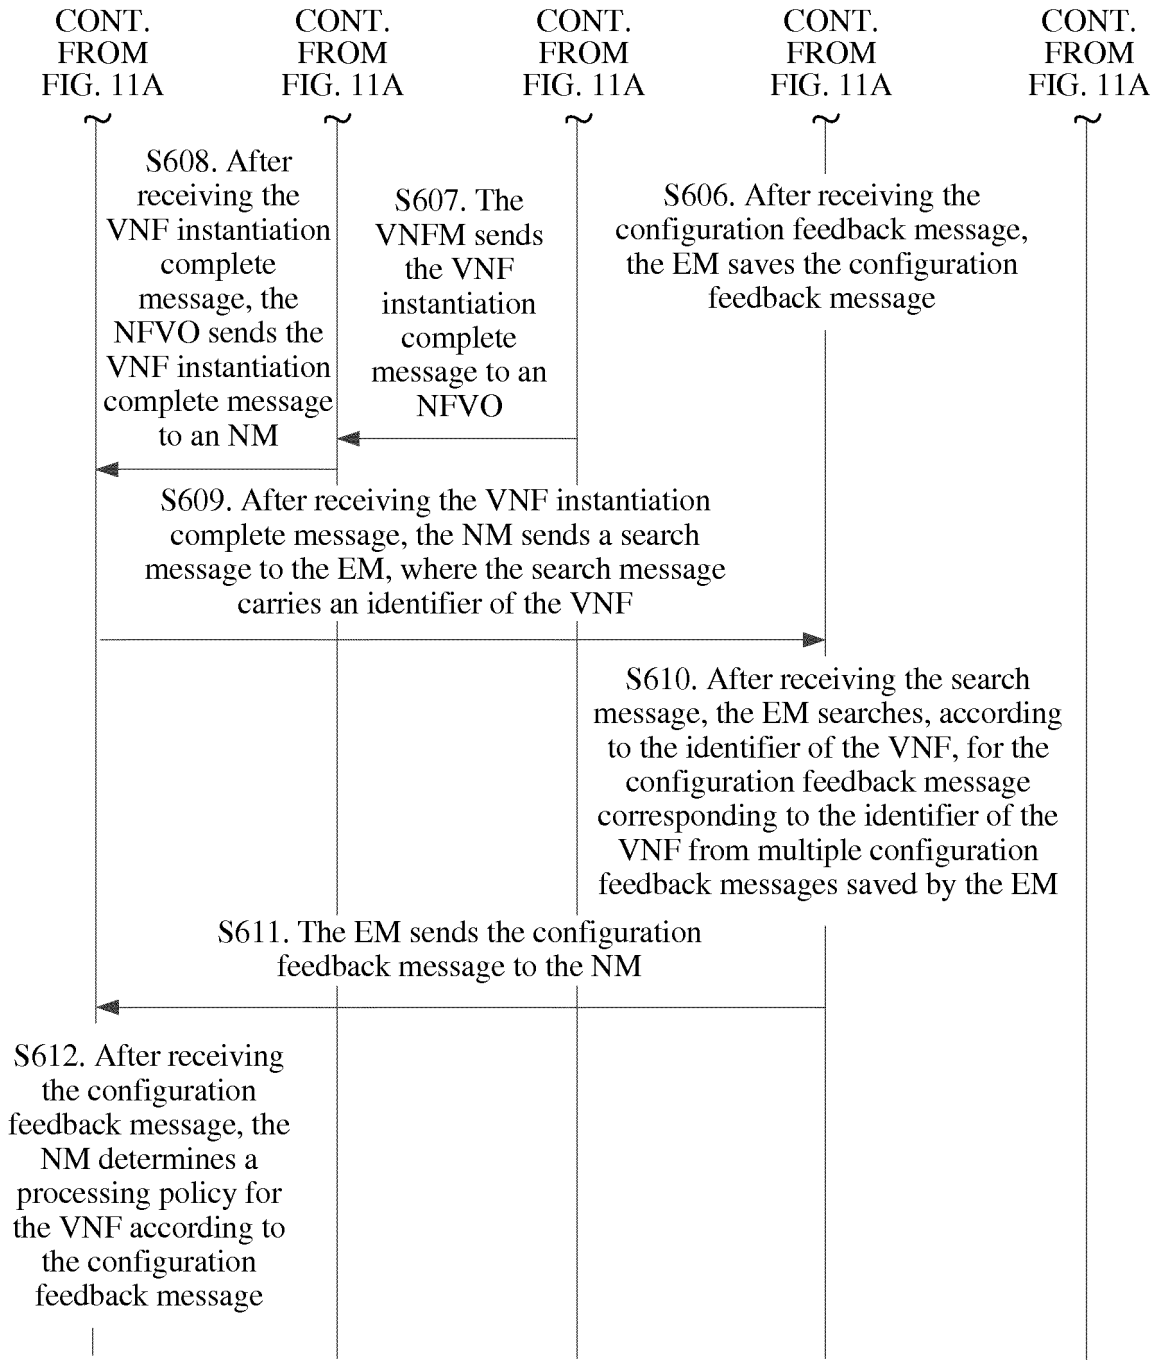 CONT.
FROM
FIG. 11A
CONT.
FROM
FIG. 11A
CONT.
FROM
FIG. 11A
CONT.
FROM
FIG. 11A
CONT.
FROM
FIG. 11A
S608. After
receiving the
VNF instantiation
complete
message, the
NFVO sends the
VNF instantiation
complete message
to an NM
S607. The
VNFM sends
the VNF
instantiation
complete
message to an
NFVO
S606. After receiving the
configuration feedback message,
the EM saves the configuration
feedback message
S609. After receiving the VNF instantiation
complete message, the NM sends a search
message to the EM, where the search message
carries an identifier of the VNF
S610. After receiving the search
message, the EM searches, according
to the identifier of the VNF, for the
configuration feedback message
corresponding to the identifier of the
VNF from multiple configuration
feedback messages saved by the EM
S611. The EM sends the configuration
feedback message to the NM
S612. After receiving
the configuration
feedback message, the
NM determines a
processing policy for
the VNF according to
the configuration
feedback message